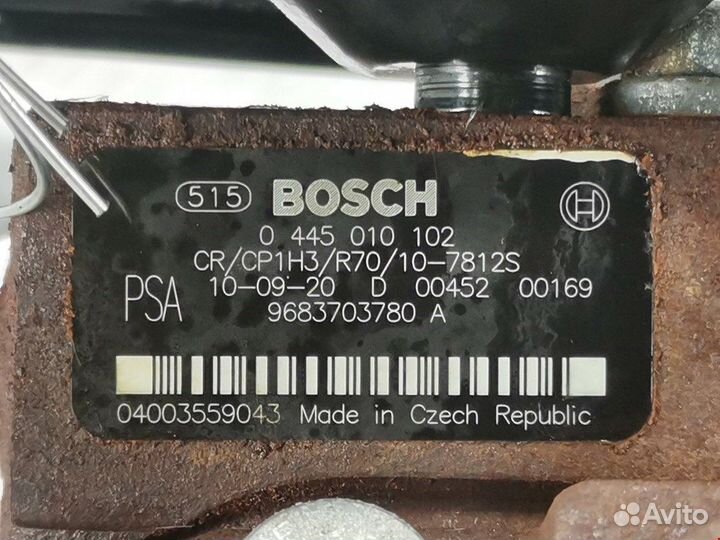 515 BOSCH
0 445 010 102
CR/CP1H3/R70/10-7812S
PSA 10-09-20 D 00452 00169
9683703780 A
04003559043 Made in Czech Republic
Avito